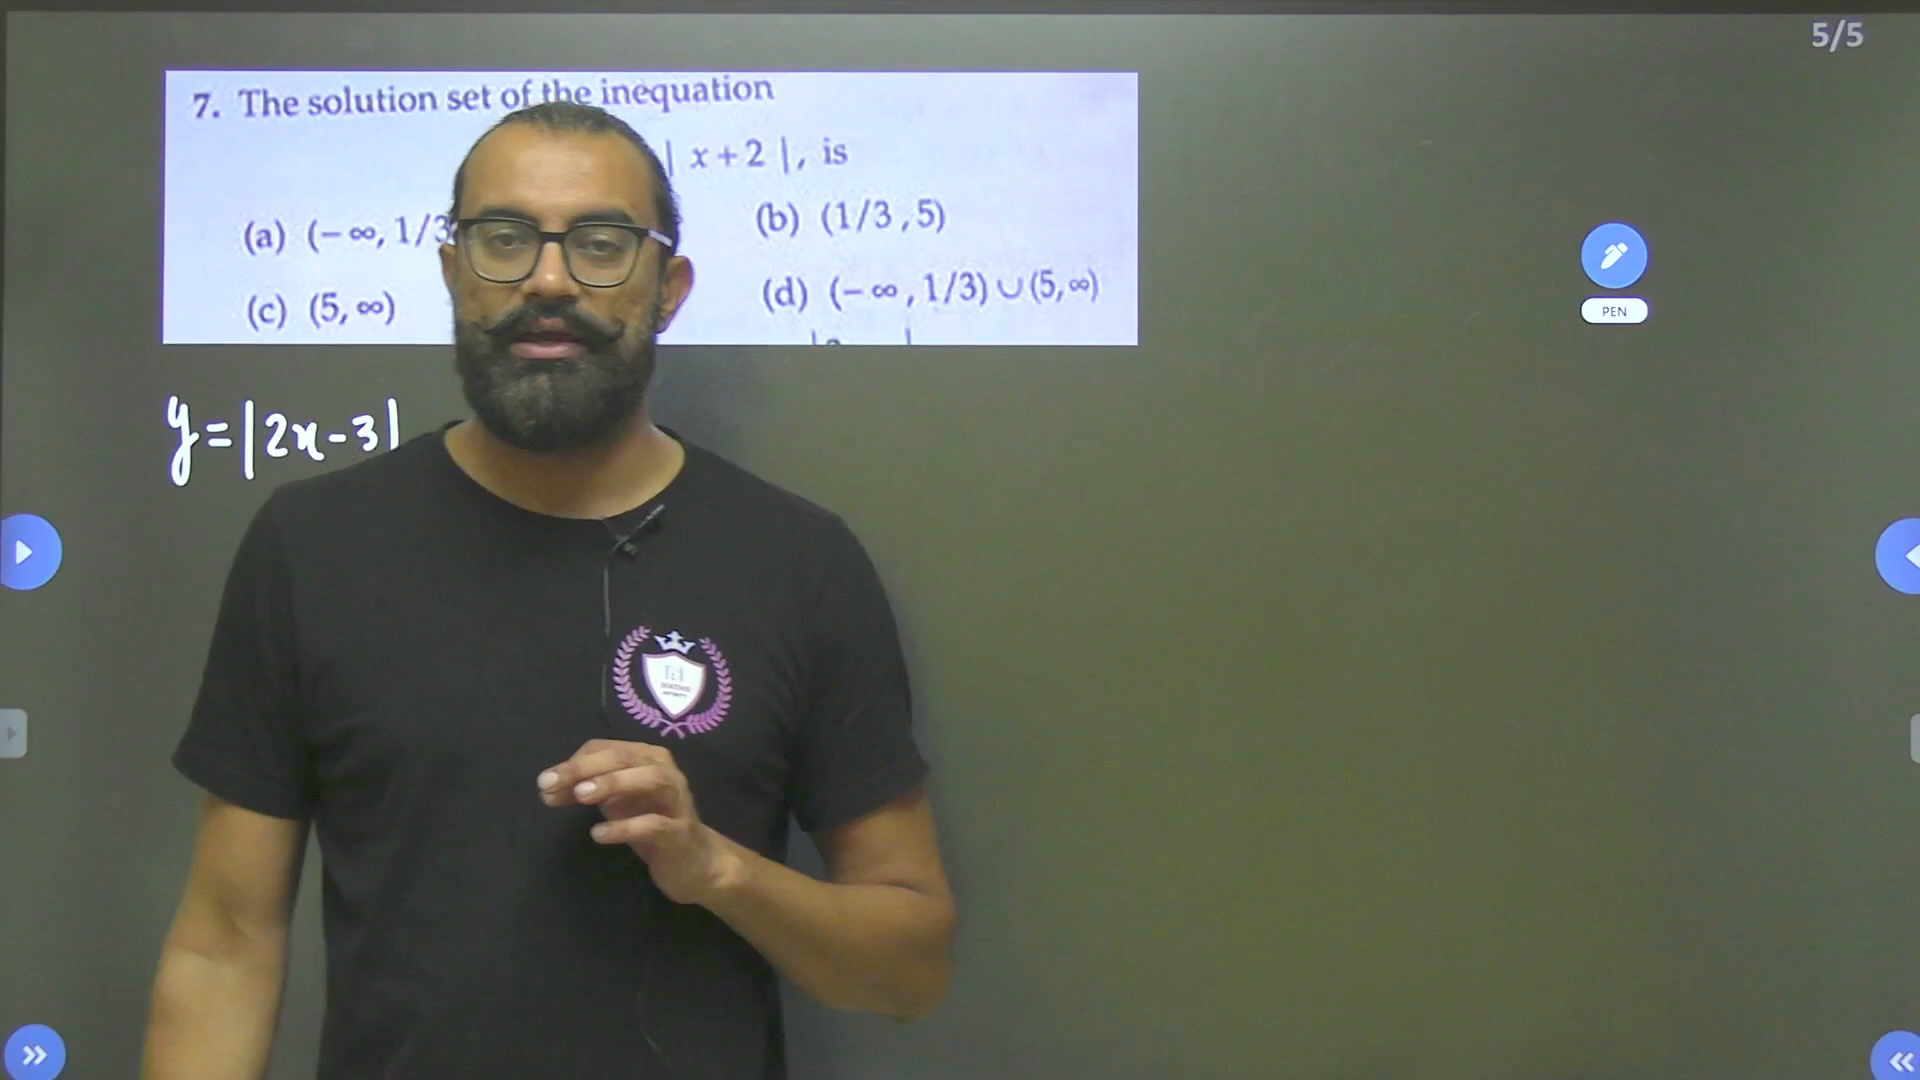 5/5
7. The solution set of the inequation
| x + 2 |, is
(a) (– ∞, 1/3
(b) (1/3 , 5)
(c) (5, ∞)
(d) (– ∞ , 1/3) ∪ (5, ∞)
PEN
y = |2x - 3|